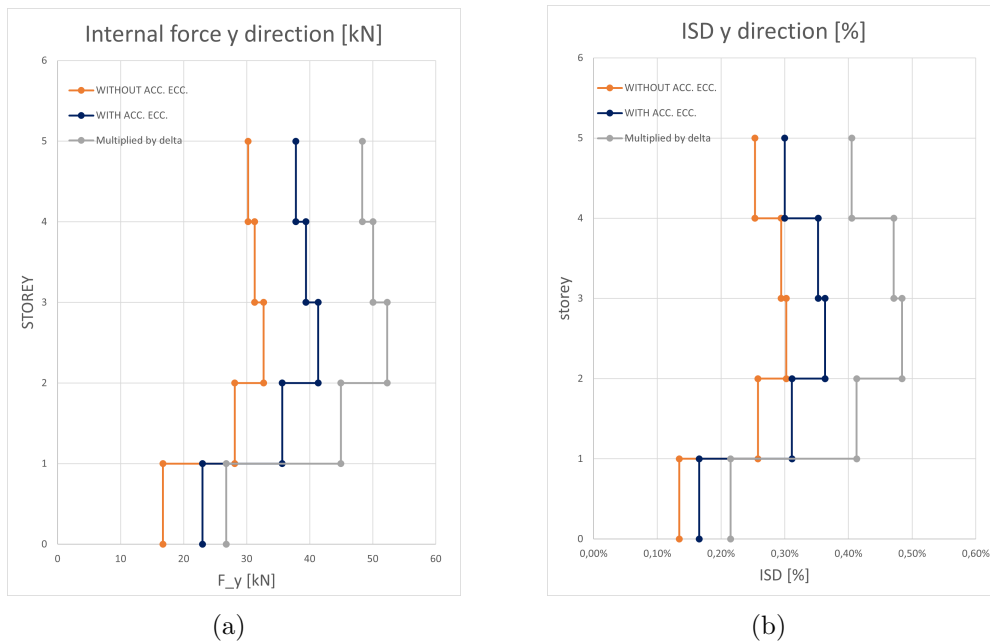 Internal force y direction [kN]
6
5
4
3
2
1
0
STOREY
WITHOUT ACC. ECC.
WITH ACC. ECC.
Multiplied by delta
0 10 20 30 40 50 60
F_y [kN]
(a)
ISD y direction [%]
6
5
4
3
2
1
0
storey
WITHOUT ACC. ECC.
WITH ACC. ECC.
Multiplied by delta
0,00% 0,10% 0,20% 0,30% 0,40% 0,50% 0,60%
ISD [%]
(b)